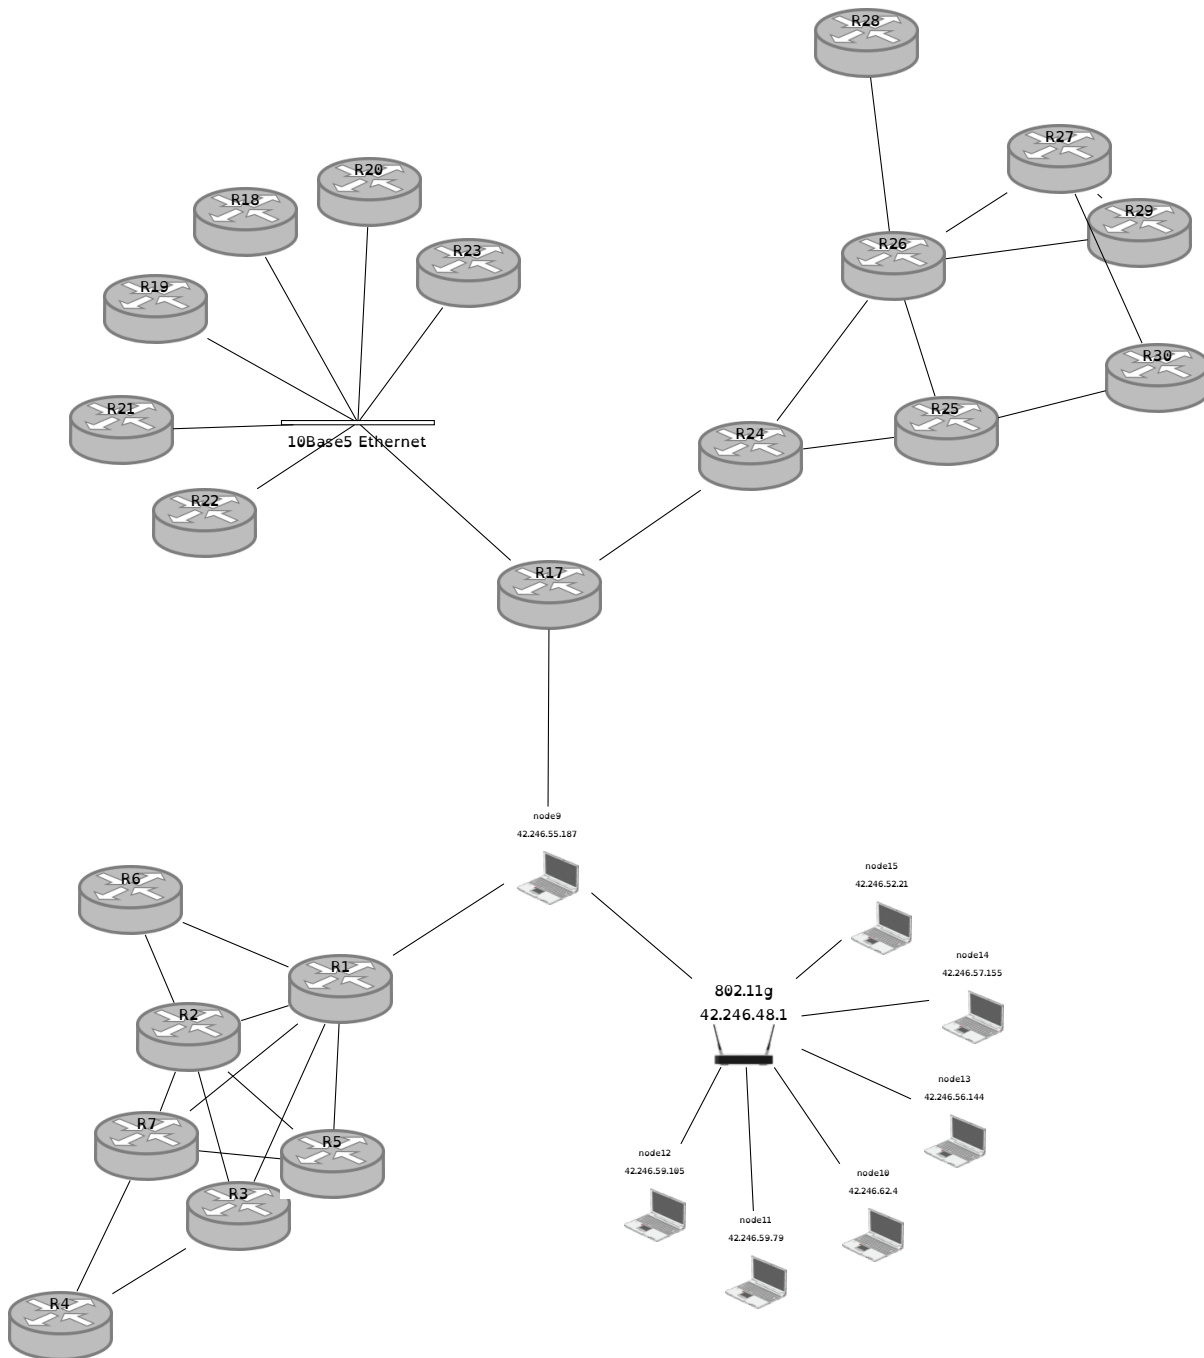 R28
R27
R20
R18
R29
R23
R26
R19
R30
R21
R25
R24
10Base5 Ethernet
R22
R17
node9
42.246.55.187
node15
42.246.52.21
R6
node14
42.246.57.155
R1
802.11g
42.246.48.1
R2
node13
42.246.56.144
R7
R5
node12
42.246.59.105
node10
42.246.62.4
R3
node11
42.246.59.79
R4